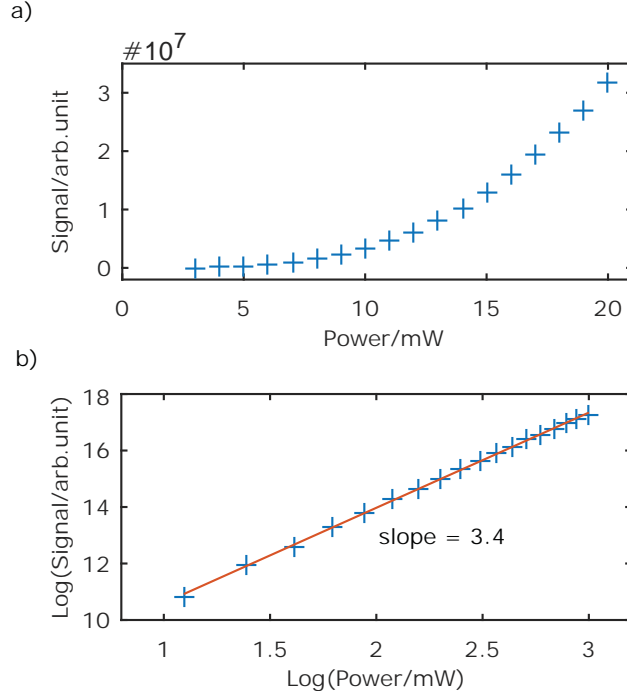 a)
#10^7
Signal/arb.unit
3
2
1
0
0 5 10 15 20
Power/mW
b)
Log(Signal/arb.unit)
18
16
14
12
10
slope = 3.4
1 1.5 2 2.5 3
Log(Power/mW)